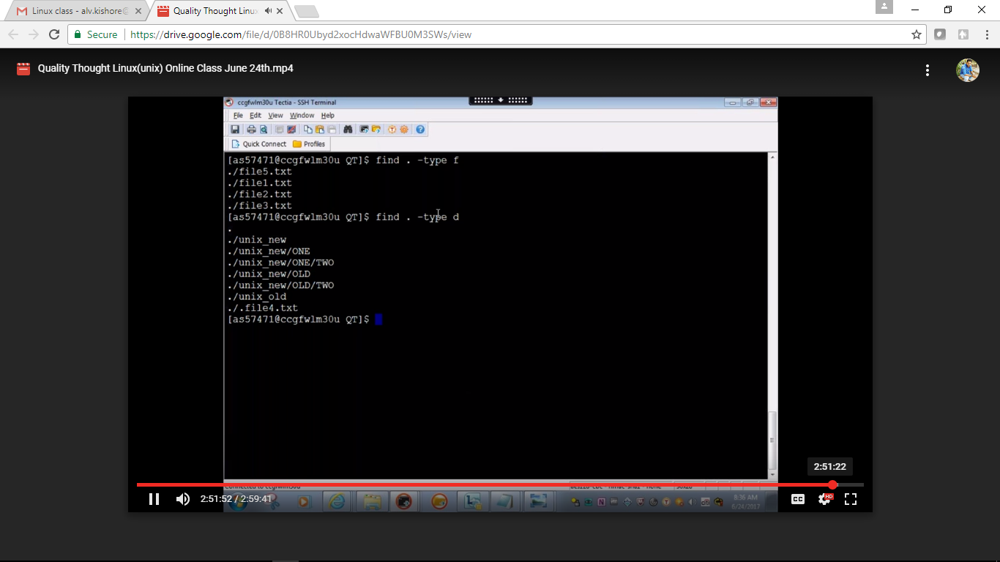 Linux class - alv.kishore@
Quality Thought Linux
Secure
https://drive.google.com/file/d/0B8HR0Ubyd2xocHdwaWFBU0M3SWs/view
Quality Thought Linux(unix) Online Class June 24th.mp4
ccgfwlm30u Tectia - SSH Terminal
File Edit View Window Help
Quick Connect Profiles
[as57471@ccgfwlm30u QT]$ find . -type f
./file5.txt
./file1.txt
./file2.txt
./file3.txt
[as57471@ccgfwlm30u QT]$ find . -type d
.
./unix_new
./unix_new/ONE
./unix_new/ONE/TWO
./unix_new/OLD
./unix_new/OLD/TWO
./unix_old
./.file4.txt
[as57471@ccgfwlm30u QT]$
2:51:22
Connected to ccgfwlm30u
2:51:52 / 2:59:41
CC
HD
8:36 AM
6/24/2017